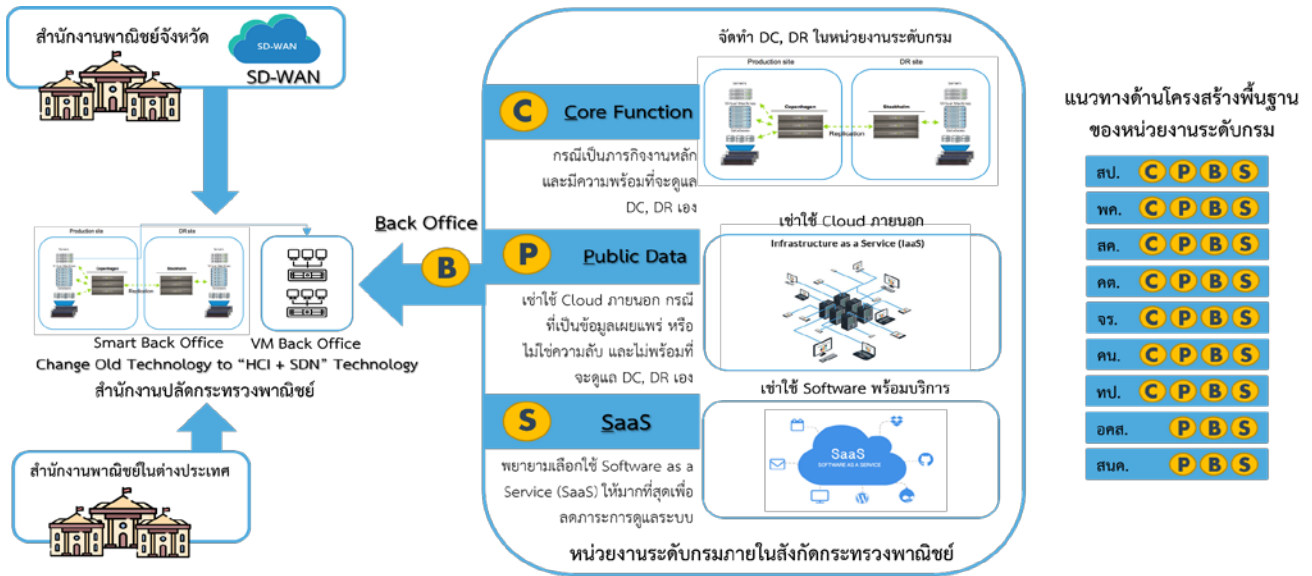 สำนักงานพาณิชย์จังหวัด
SD-WAN
SD-WAN
Production site
DR site
Copenhagen
Stockholm
Replication
Smart Back Office
VM Back Office
Change Old Technology to “HCI + SDN” Technology
สำนักงานปลัดกระทรวงพาณิชย์
สำนักงานพาณิชย์ในต่างประเทศ
Back Office
B
จัดทำ DC, DR ในหน่วยงานระดับกรม
Production site
DR site
Copenhagen
Stockholm
Replication
C
Core Function
กรณีเป็นภารกิจงานหลัก
และมีความพร้อมที่จะดูแล
DC, DR เอง
เช่าใช้ Cloud ภายนอก
Infrastructure as a Service (IaaS)
P
Public Data
เช่าใช้ Cloud ภายนอก กรณี
ที่เป็นข้อมูลเผยแพร่ หรือ
ไม่ใช่ความลับ และไม่พร้อมที่
จะดูแล DC, DR เอง
เช่าใช้ Software พร้อมบริการ
S
SaaS
พยายามเลือกใช้ Software as a
Service (SaaS) ให้มากที่สุดเพื่อ
ลดภาระการดูแลระบบ
SaaS
SOFTWARE AS A SERVICE
หน่วยงานระดับกรมภายในสังกัดกระทรวงพาณิชย์
แนวทางด้านโครงสร้างพื้นฐาน
ของหน่วยงานระดับกรม
สป. C P B S
พค. C P B S
สค. C P B S
คต. C P B S
จร. C P B S
คน. C P B S
ทป. C P B S
อคส. P B S
สนค. P B S